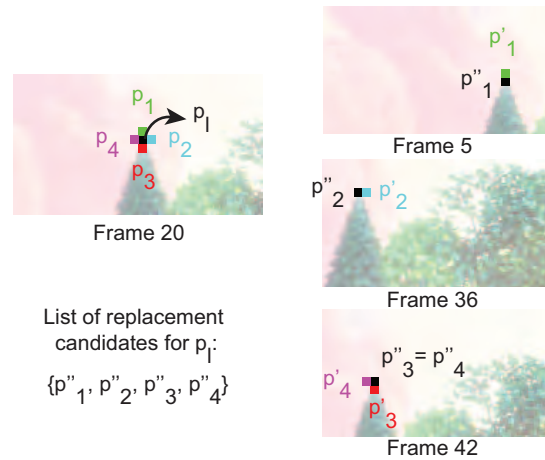 p1
p4 p2 pl
p3
Frame 20
List of replacement
candidates for pl:
{p''1, p''2, p''3, p''4}
p'1
p''1
Frame 5
p''2 p'2
Frame 36
p''3 = p''4
p'4
p'3
Frame 42